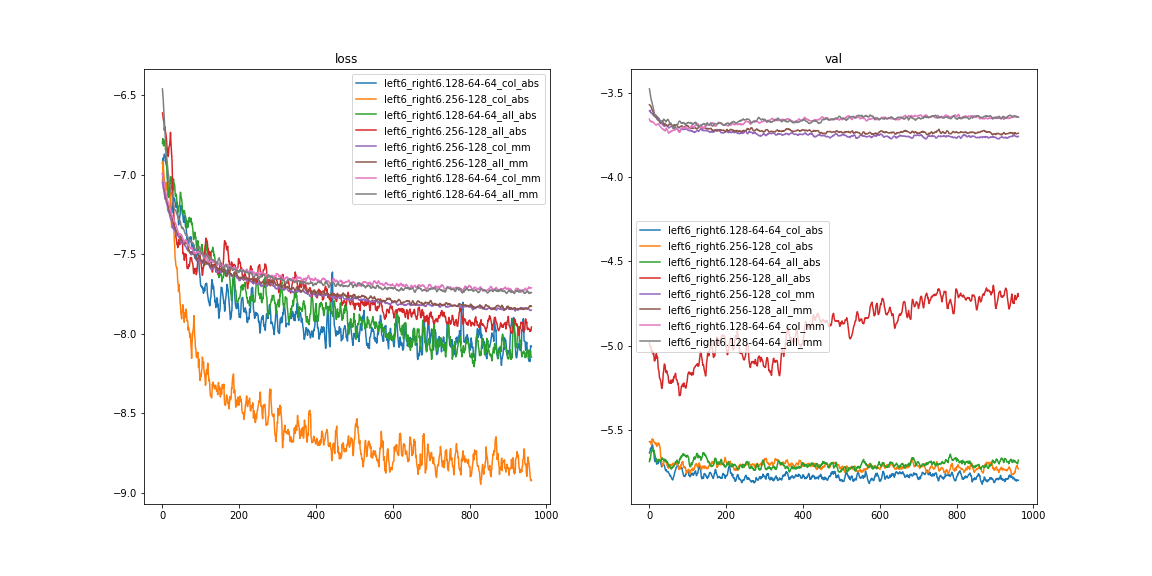 loss
−6.5
−7.0
−7.5
−8.0
−8.5
−9.0
0
200
400
600
800
1000
left6_right6.128-64-64_col_abs
left6_right6.256-128_col_abs
left6_right6.128-64-64_all_abs
left6_right6.256-128_all_abs
left6_right6.256-128_col_mm
left6_right6.256-128_all_mm
left6_right6.128-64-64_col_mm
left6_right6.128-64-64_all_mm
val
−3.5
−4.0
−4.5
−5.0
−5.5
0
200
400
600
800
1000
left6_right6.128-64-64_col_abs
left6_right6.256-128_col_abs
left6_right6.128-64-64_all_abs
left6_right6.256-128_all_abs
left6_right6.256-128_col_mm
left6_right6.256-128_all_mm
left6_right6.128-64-64_col_mm
left6_right6.128-64-64_all_mm